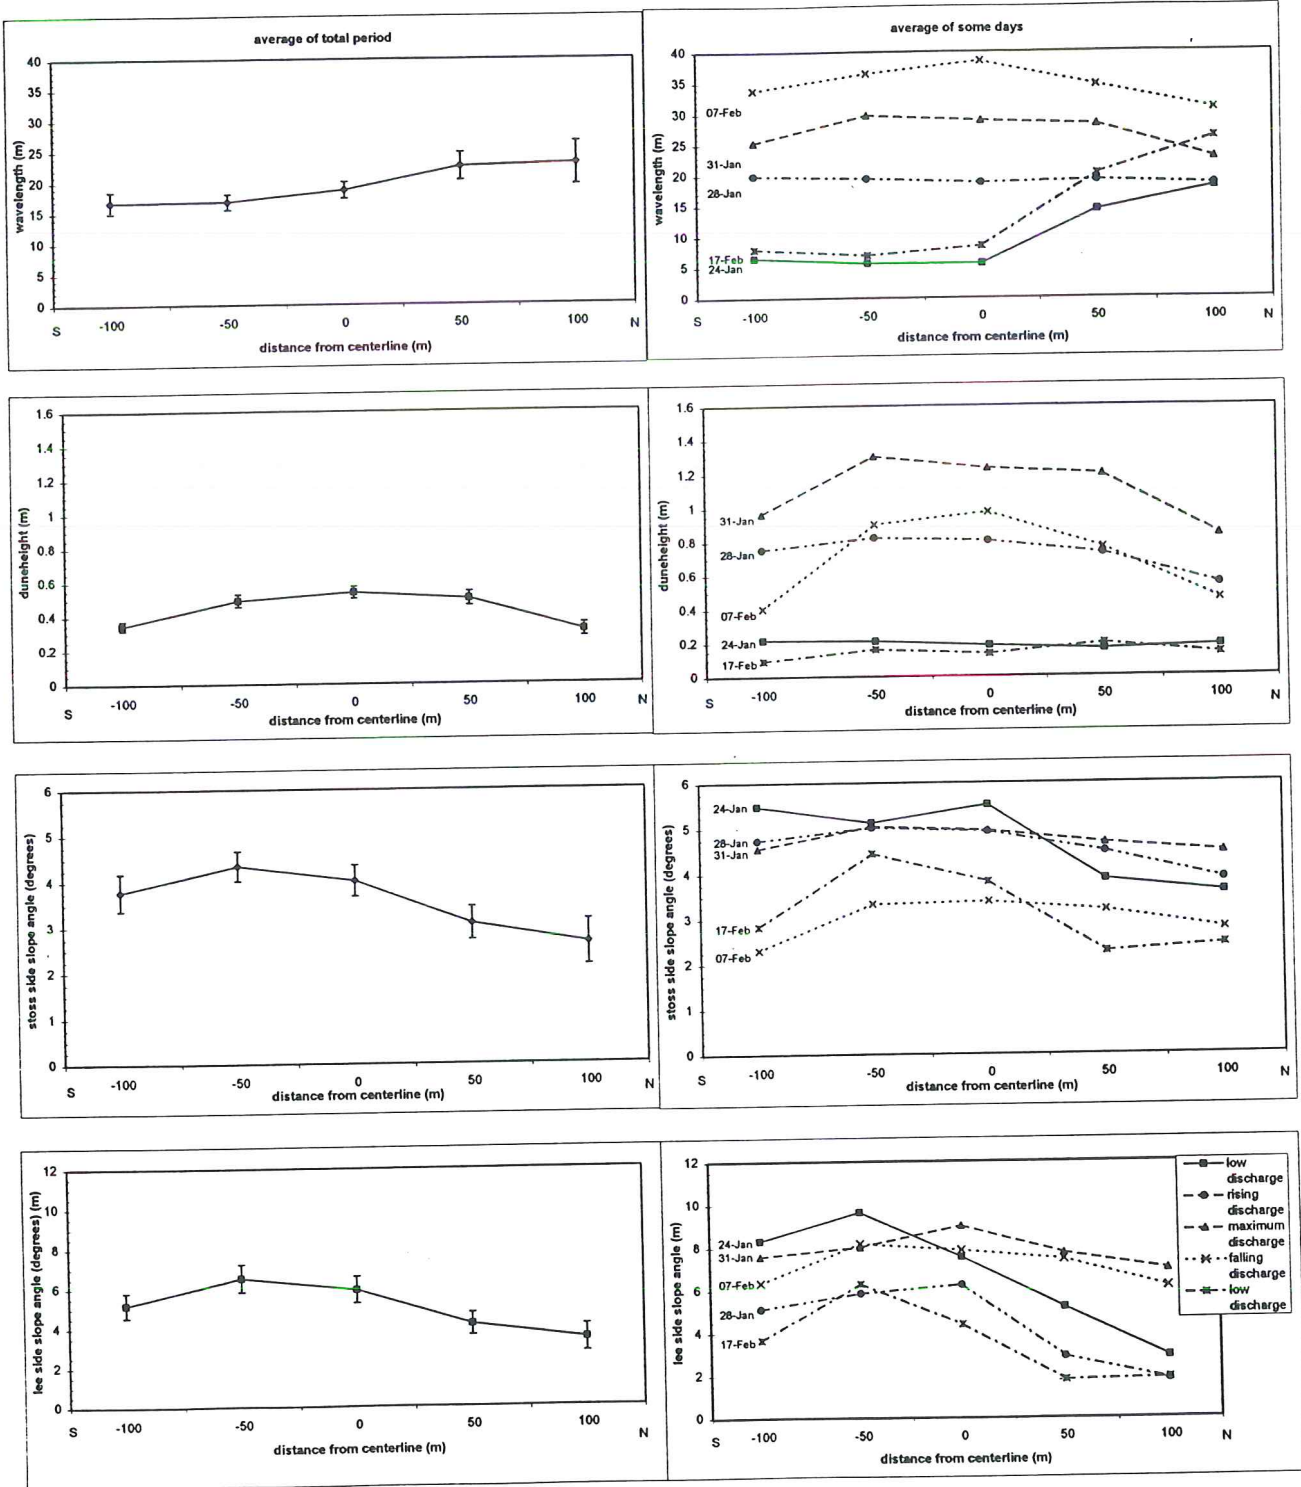 average of total period
40
35
30
25
20
15
10
5
0
wavelength (m)
S -100 -50 0 50 100 N
distance from centerline (m)
average of some days
40
35
30
25
20
15
10
5
0
wavelength (m)
07-Feb
31-Jan
28-Jan
17-Feb
24-Jan
S -100 -50 0 50 100 N
distance from centerline (m)
1.6
1.4
1.2
1
0.8
0.6
0.4
0.2
0
duneheight (m)
S -100 -50 0 50 100 N
distance from centerline (m)
1.6
1.4
1.2
1
0.8
0.6
0.4
0.2
0
duneheight (m)
31-Jan
28-Jan
07-Feb
24-Jan
17-Feb
S -100 -50 0 50 100 N
distance from centerline (m)
6
5
4
3
2
1
0
stoss side slope angle (degrees)
S -100 -50 0 50 100 N
distance from centerline (m)
6
5
4
3
2
1
0
stoss side slope angle (degrees)
24-Jan
28-Jan
31-Jan
17-Feb
07-Feb
S -100 -50 0 50 100 N
distance from centerline (m)
12
10
8
6
4
2
0
lee side slope angle (degrees) (m)
S -100 -50 0 50 100 N
distance from centerline (m)
12
10
8
6
4
2
0
lee side slope angle (m)
24-Jan
31-Jan
07-Feb
28-Jan
17-Feb
S -100 -50 0 50 100 N
distance from centerline (m)
low
discharge
rising
discharge
maximum
discharge
falling
discharge
low
discharge